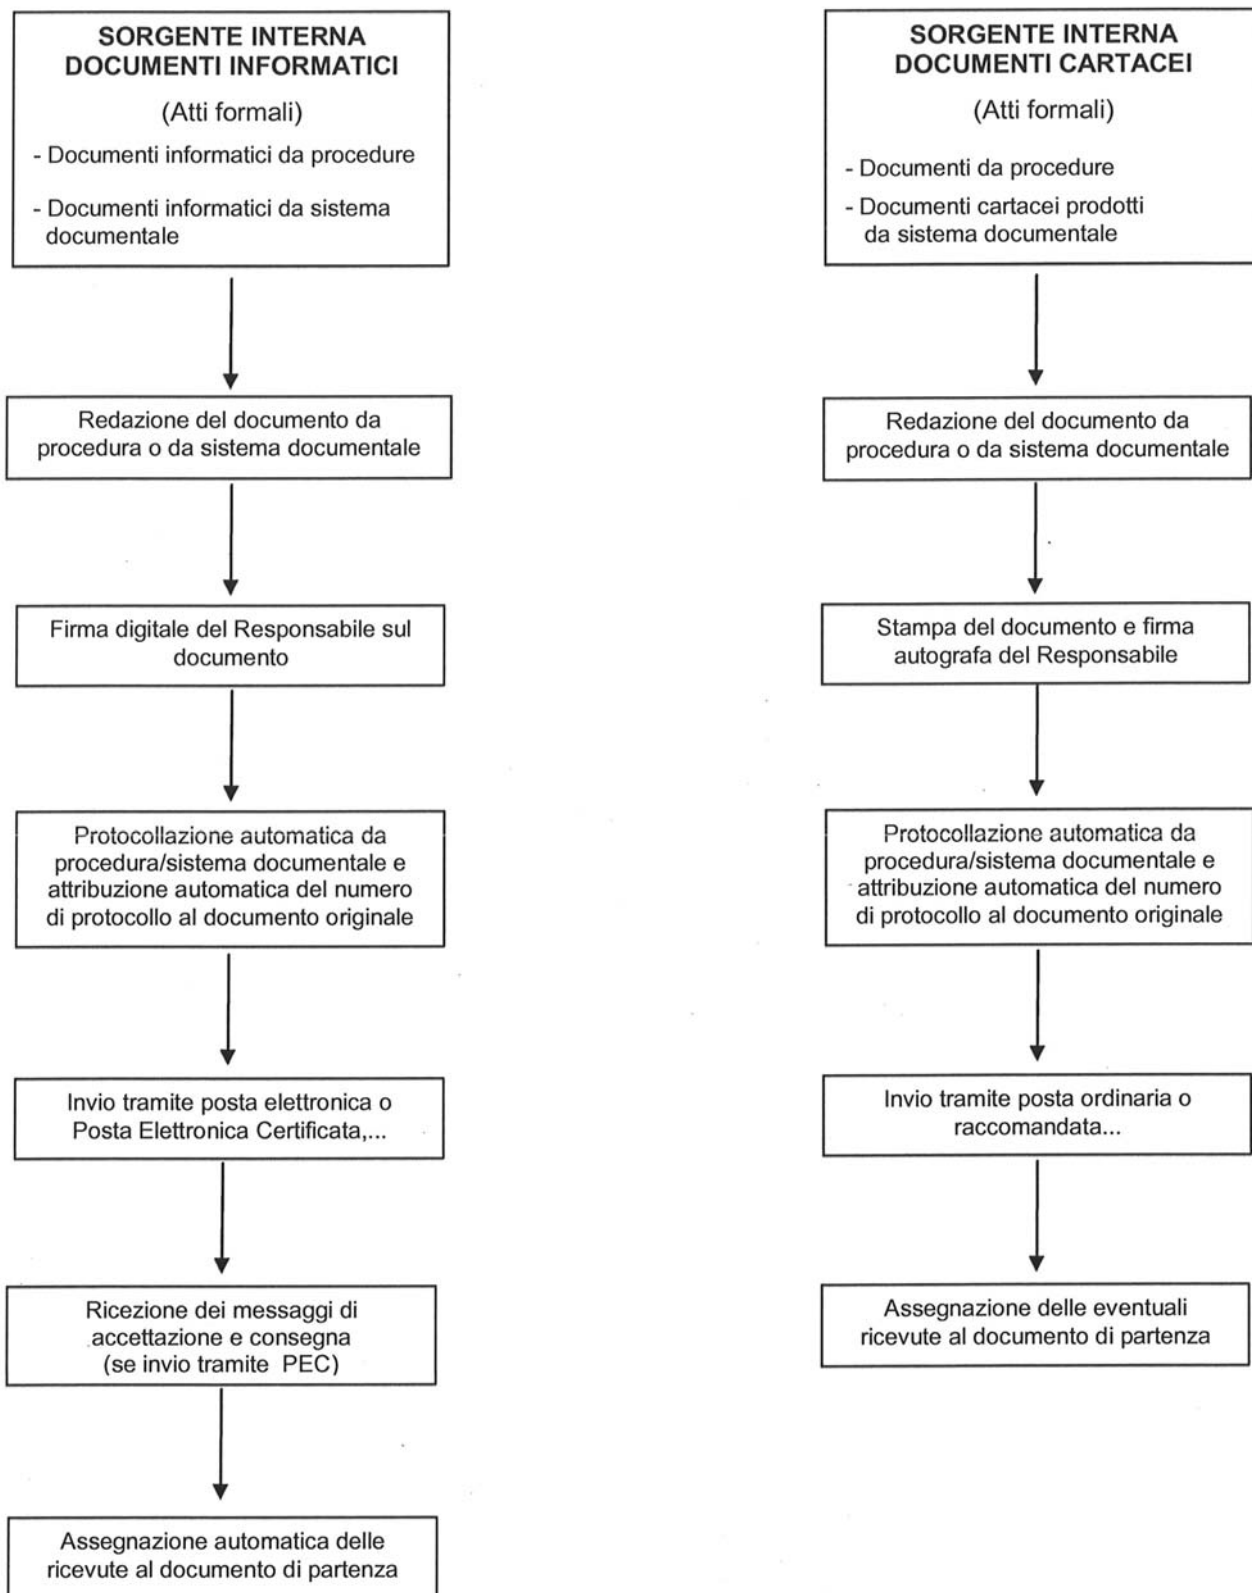 SORGENTE INTERNA
DOCUMENTI INFORMATICI
(Atti formali)
- Documenti informatici da procedure
- Documenti informatici da sistema
documentale
Redazione del documento da
procedura o da sistema documentale
Firma digitale del Responsabile sul
documento
Protocollazione automatica da
procedura/sistema documentale e
attribuzione automatica del numero
di protocollo al documento originale
Invio tramite posta elettronica o
Posta Elettronica Certificata,...
Ricezione dei messaggi di
accettazione e consegna
(se invio tramite PEC)
Assegnazione automatica delle
ricevute al documento di partenza
SORGENTE INTERNA
DOCUMENTI CARTACEI
(Atti formali)
- Documenti da procedure
- Documenti cartacei prodotti
da sistema documentale
Redazione del documento da
procedura o da sistema documentale
Stampa del documento e firma
autografa del Responsabile
Protocollazione automatica da
procedura/sistema documentale e
attribuzione automatica del numero
di protocollo al documento originale
Invio tramite posta ordinaria o
raccomandata...
Assegnazione delle eventuali
ricevute al documento di partenza